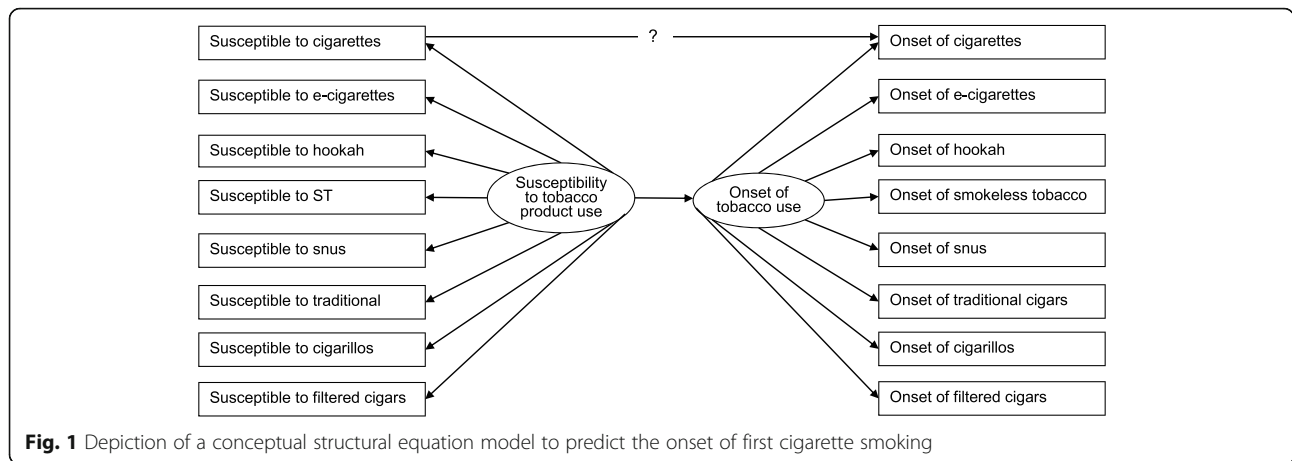 Susceptible to cigarettes
?
Onset of cigarettes
Susceptible to e-cigarettes
Onset of e-cigarettes
Susceptible to hookah
Onset of hookah
Susceptible to ST
Susceptibility
to tobacco
product use
Onset of
tobacco use
Onset of smokeless tobacco
Susceptible to snus
Onset of snus
Susceptible to traditional
Onset of traditional cigars
Susceptible to cigarillos
Onset of cigarillos
Susceptible to filtered cigars
Onset of filtered cigars
Fig. 1 Depiction of a conceptual structural equation model to predict the onset of first cigarette smoking